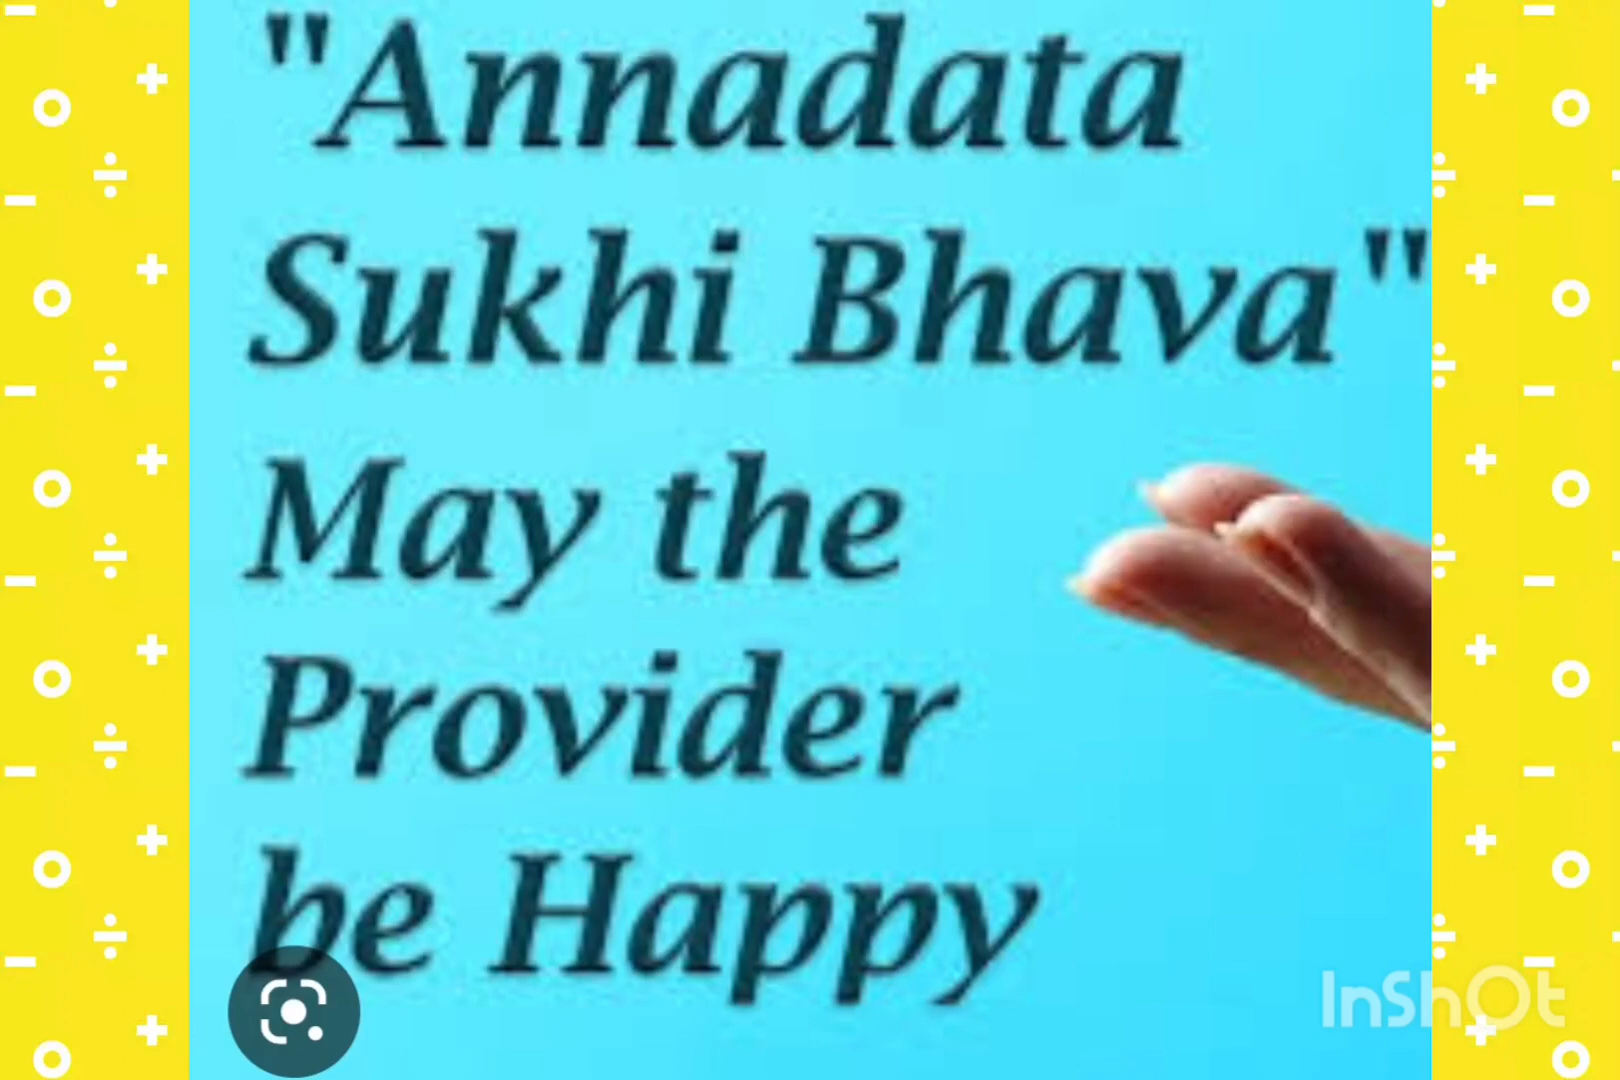 "Annadata
Sukhi Bhava"
May the
Provider
be Happy
InShOt